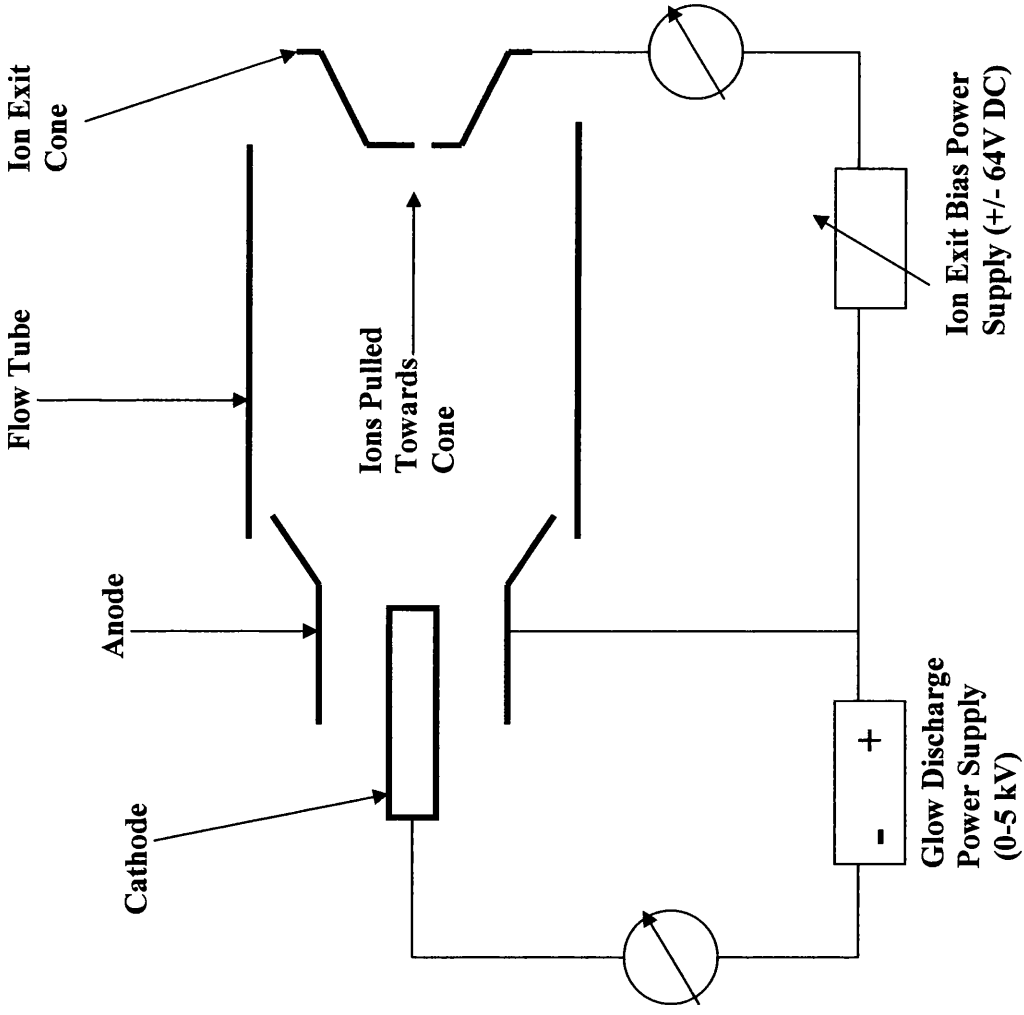 Ion Exit
Cone
Flow Tube
Anode
Cathode
Ions Pulled
Towards
Cone
Ion Exit Bias Power
Supply (+/- 64V DC)
Glow Discharge
Power Supply
(0-5 kV)
- +